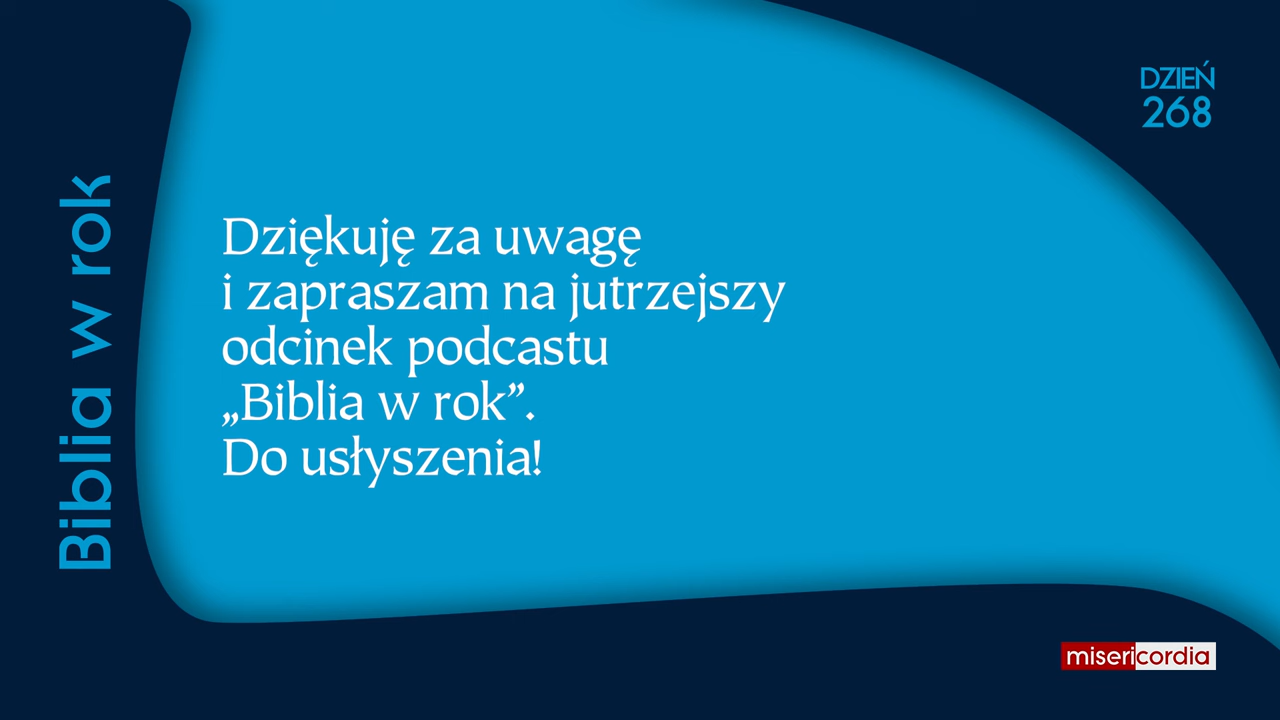 Biblia w rok
DZIEŃ
268
Dziękuję za uwagę
i zapraszam na jutrzejszy
odcinek podcastu
„Biblia w rok”.
Do usłyszenia!
misericordia